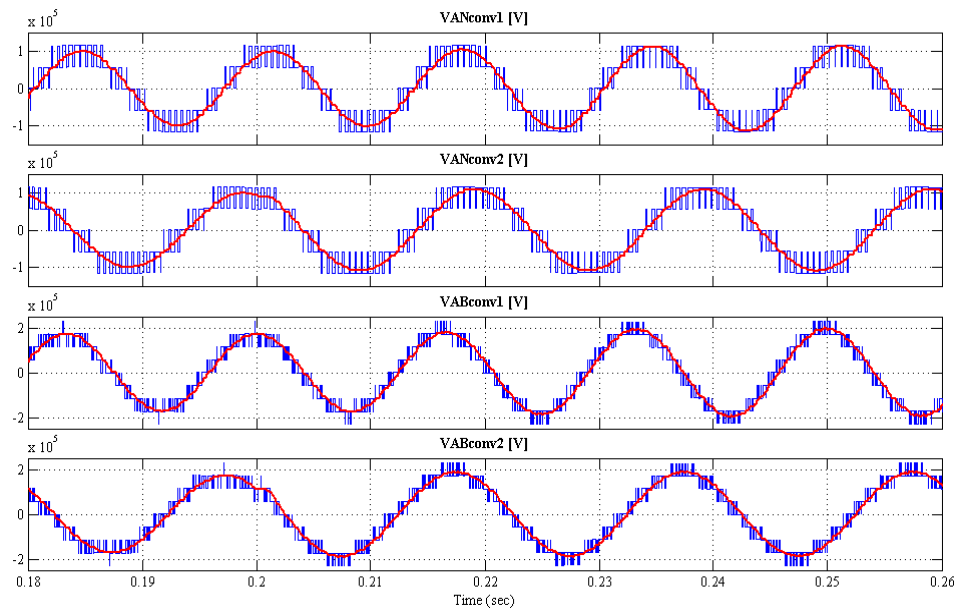 VANconv1 [V]
x 10^5
1
0
-1
VANconv2 [V]
x 10^5
1
0
-1
VABconv1 [V]
x 10^5
2
0
-2
VABconv2 [V]
x 10^5
2
0
-2
0.18 0.19 0.2 0.21 0.22 0.23 0.24 0.25 0.26
Time (sec)